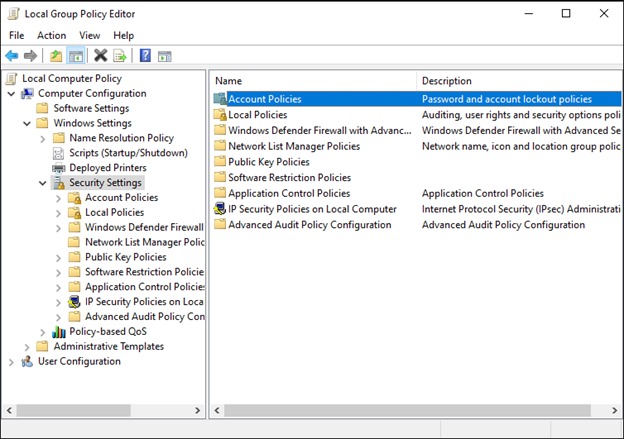 Local Group Policy Editor
File Action View Help
Local Computer Policy
Computer Configuration
Software Settings
Windows Settings
Name Resolution Policy
Scripts (Startup/Shutdown)
Deployed Printers
Security Settings
Account Policies
Local Policies
Windows Defender Firewall
Network List Manager Polic
Public Key Policies
Software Restriction Policie
Application Control Policies
IP Security Policies on Loca
Advanced Audit Policy Con
Policy-based QoS
Administrative Templates
User Configuration
Name Description
Account Policies Password and account lockout policies
Local Policies Auditing, user rights and security options poli
Windows Defender Firewall with Advanc... Windows Defender Firewall with Advanced Se
Network List Manager Policies Network name, icon and location group polic
Public Key Policies
Software Restriction Policies
Application Control Policies Application Control Policies
IP Security Policies on Local Computer Internet Protocol Security (IPsec) Administrati
Advanced Audit Policy Configuration Advanced Audit Policy Configuration